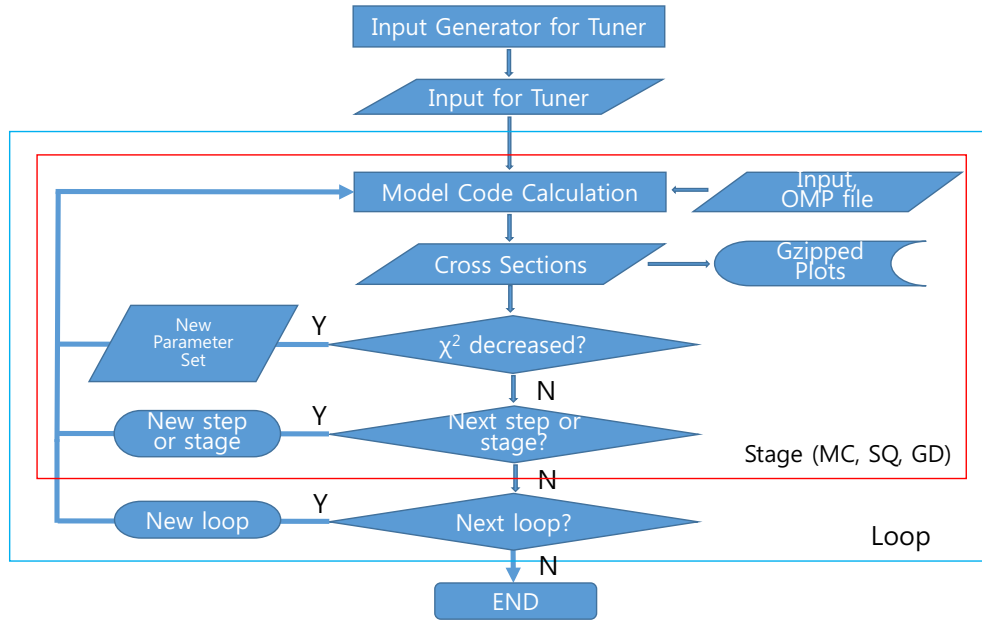 Input Generator for Tuner
Input for Tuner
Model Code Calculation
Input,
OMP file
Cross Sections
Gzipped
Plots
New
Parameter
Set
Y
χ² decreased?
N
New step
or stage
Y
Next step or
stage?
Stage (MC, SQ, GD)
N
New loop
Y
Next loop?
Loop
N
END